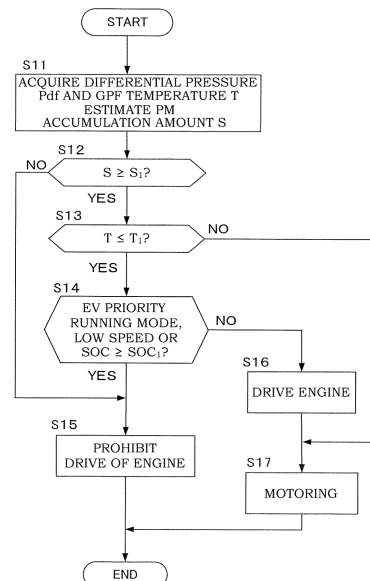 START
S11
ACQUIRE DIFFERENTIAL PRESSURE
Pdf AND GPF TEMPERATURE T
ESTIMATE PM
ACCUMULATION AMOUNT S
S12
NO
S ≥ S1?
YES
S13
NO
T ≤ T1?
YES
S14
EV PRIORITY
RUNNING MODE,
LOW SPEED OR
SOC ≥ SOC1?
NO
YES
S16
DRIVE ENGINE
S15
PROHIBIT
DRIVE OF ENGINE
S17
MOTORING
END